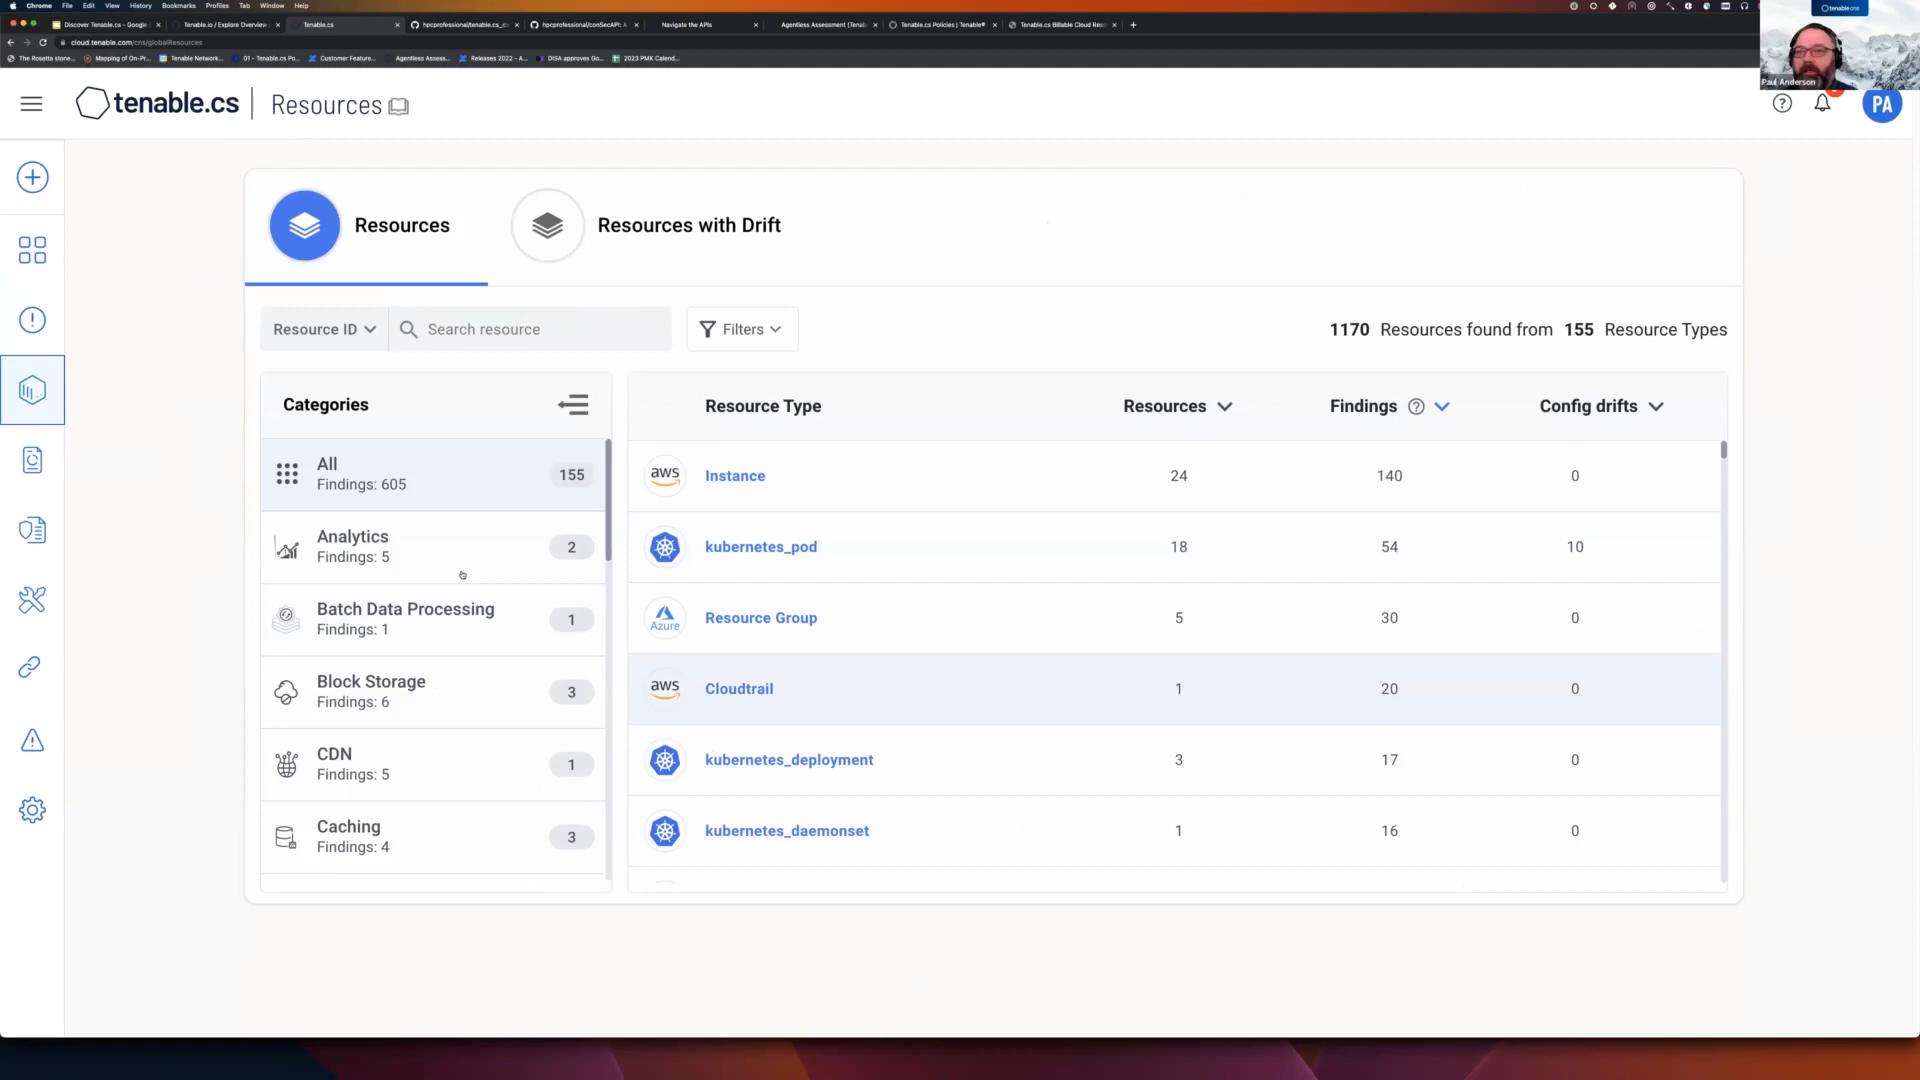 Chrome File Edit View History Bookmarks Profiles Tab Window Help
Discover Tenable.cs - Google Tenable.io / Explore Overview Tenable.cs hpcprofessional/tenable.cs_c hpcprofessional/conSecAPI: A Navigate the APIs Agentless Assessment (Tenab Tenable.cs Policies | Tenable® Tenable.cs Billable Cloud Res
cloud.tenable.com/cns/globalResources
The Rosetta stone... Mapping of On-Pr... Tenable Network... 01 - Tenable.cs Po... Customer Feature... Agentless Assess... Releases 2022 - A... DISA approves Go... 2023 PMK Calend...
tenable one
Paul Anderson
tenable.cs | Resources
PA
Resources
Resources with Drift
Resource ID
Search resource
Filters
1170 Resources found from 155 Resource Types
Categories
All
Findings: 605
155
Analytics
Findings: 5
2
Batch Data Processing
Findings: 1
1
Block Storage
Findings: 6
3
CDN
Findings: 5
1
Caching
Findings: 4
3
Resource Type Resources Findings Config drifts
aws Instance 24 140 0
kubernetes_pod 18 54 10
Azure Resource Group 5 30 0
aws Cloudtrail 1 20 0
kubernetes_deployment 3 17 0
kubernetes_daemonset 1 16 0